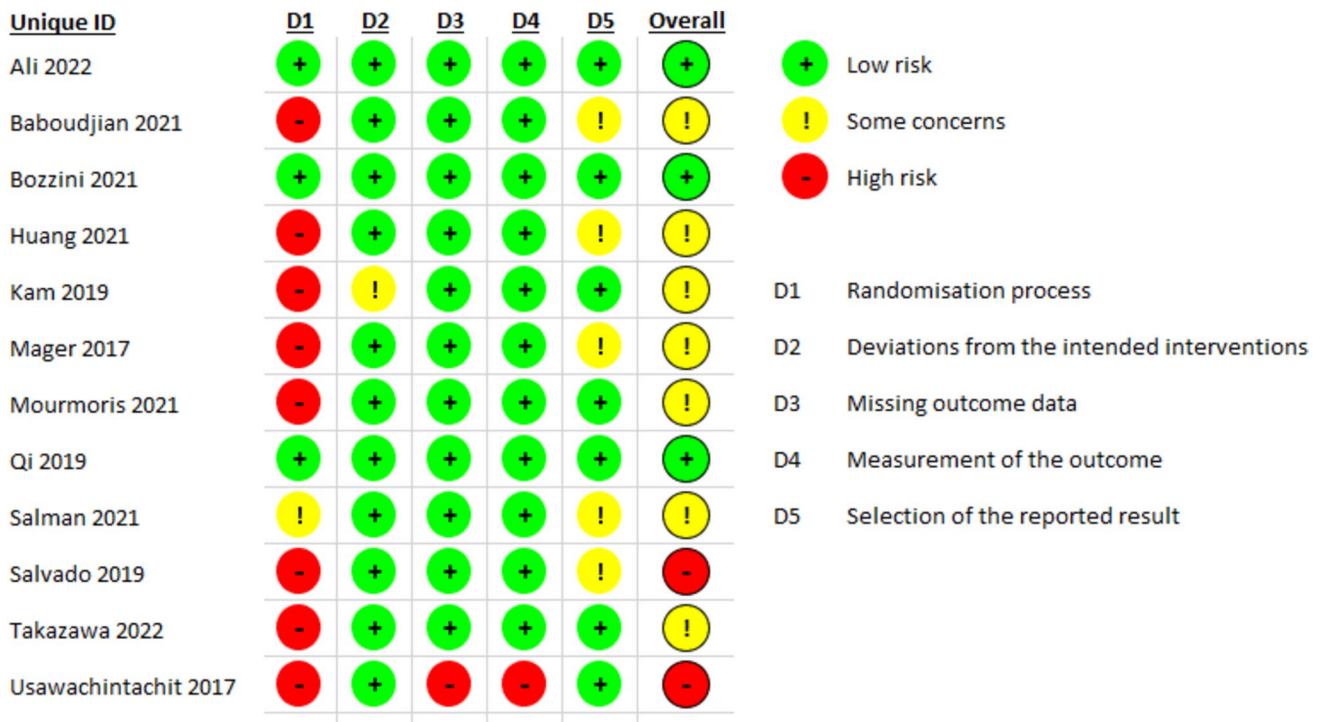 Unique ID D1 D2 D3 D4 D5 Overall
Ali 2022 + + + + + + + Low risk
Baboudjian 2021 - + + + ! ! ! Some concerns
Bozzini 2021 + + + + + + - High risk
Huang 2021 - + + + ! !
Kam 2019 - ! + + + ! D1 Randomisation process
Mager 2017 - + + + ! ! D2 Deviations from the intended interventions
Mourmoris 2021 - + + + + ! D3 Missing outcome data
Qi 2019 + + + + + + D4 Measurement of the outcome
Salman 2021 ! + + + ! ! D5 Selection of the reported result
Salvado 2019 - + + + ! -
Takazawa 2022 - + + + + !
Usawachintachit 2017 - + - - + -